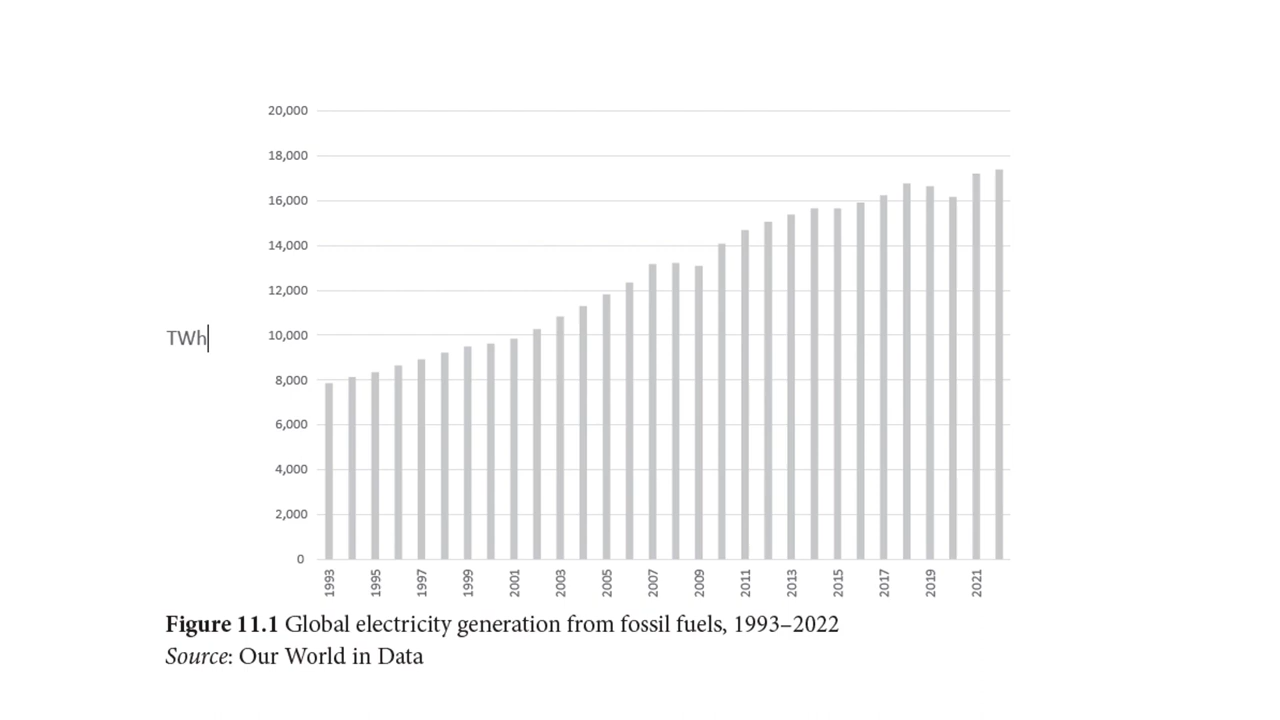 20,000
18,000
16,000
14,000
12,000
TWh
10,000
8,000
6,000
4,000
2,000
0
1993 1995 1997 1999 2001 2003 2005 2007 2009 2011 2013 2015 2017 2019 2021
Figure 11.1 Global electricity generation from fossil fuels, 1993–2022
Source: Our World in Data